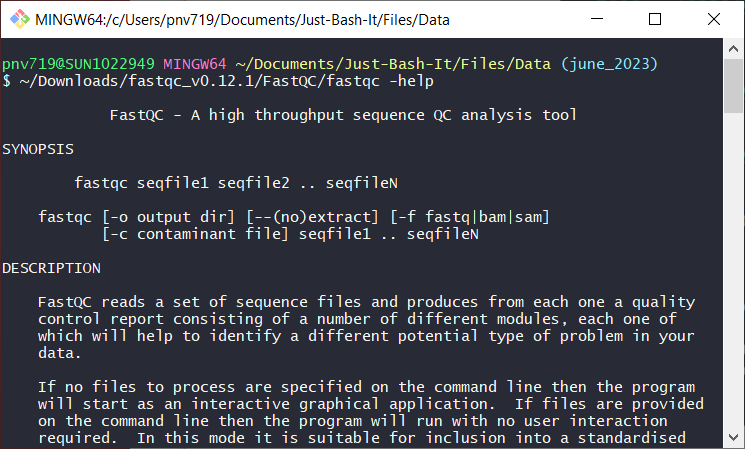 MINGW64:/c/Users/pnv719/Documents/Just-Bash-It/Files/Data
pnv719@SUN1022949 MINGW64 ~/Documents/Just-Bash-It/Files/Data (june_2023)
$ ~/Downloads/fastqc_v0.12.1/FastQC/fastqc -help
FastQC - A high throughput sequence QC analysis tool
SYNOPSIS
fastqc seqfile1 seqfile2 .. seqfileN
fastqc [-o output dir] [--(no)extract] [-f fastq|bam|sam]
[-c contaminant file] seqfile1 .. seqfileN
DESCRIPTION
FastQC reads a set of sequence files and produces from each one a quality
control report consisting of a number of different modules, each one of
which will help to identify a different potential type of problem in your
data.
If no files to process are specified on the command line then the program
will start as an interactive graphical application.  If files are provided
on the command line then the program will run with no user interaction
required.  In this mode it is suitable for inclusion into a standardised